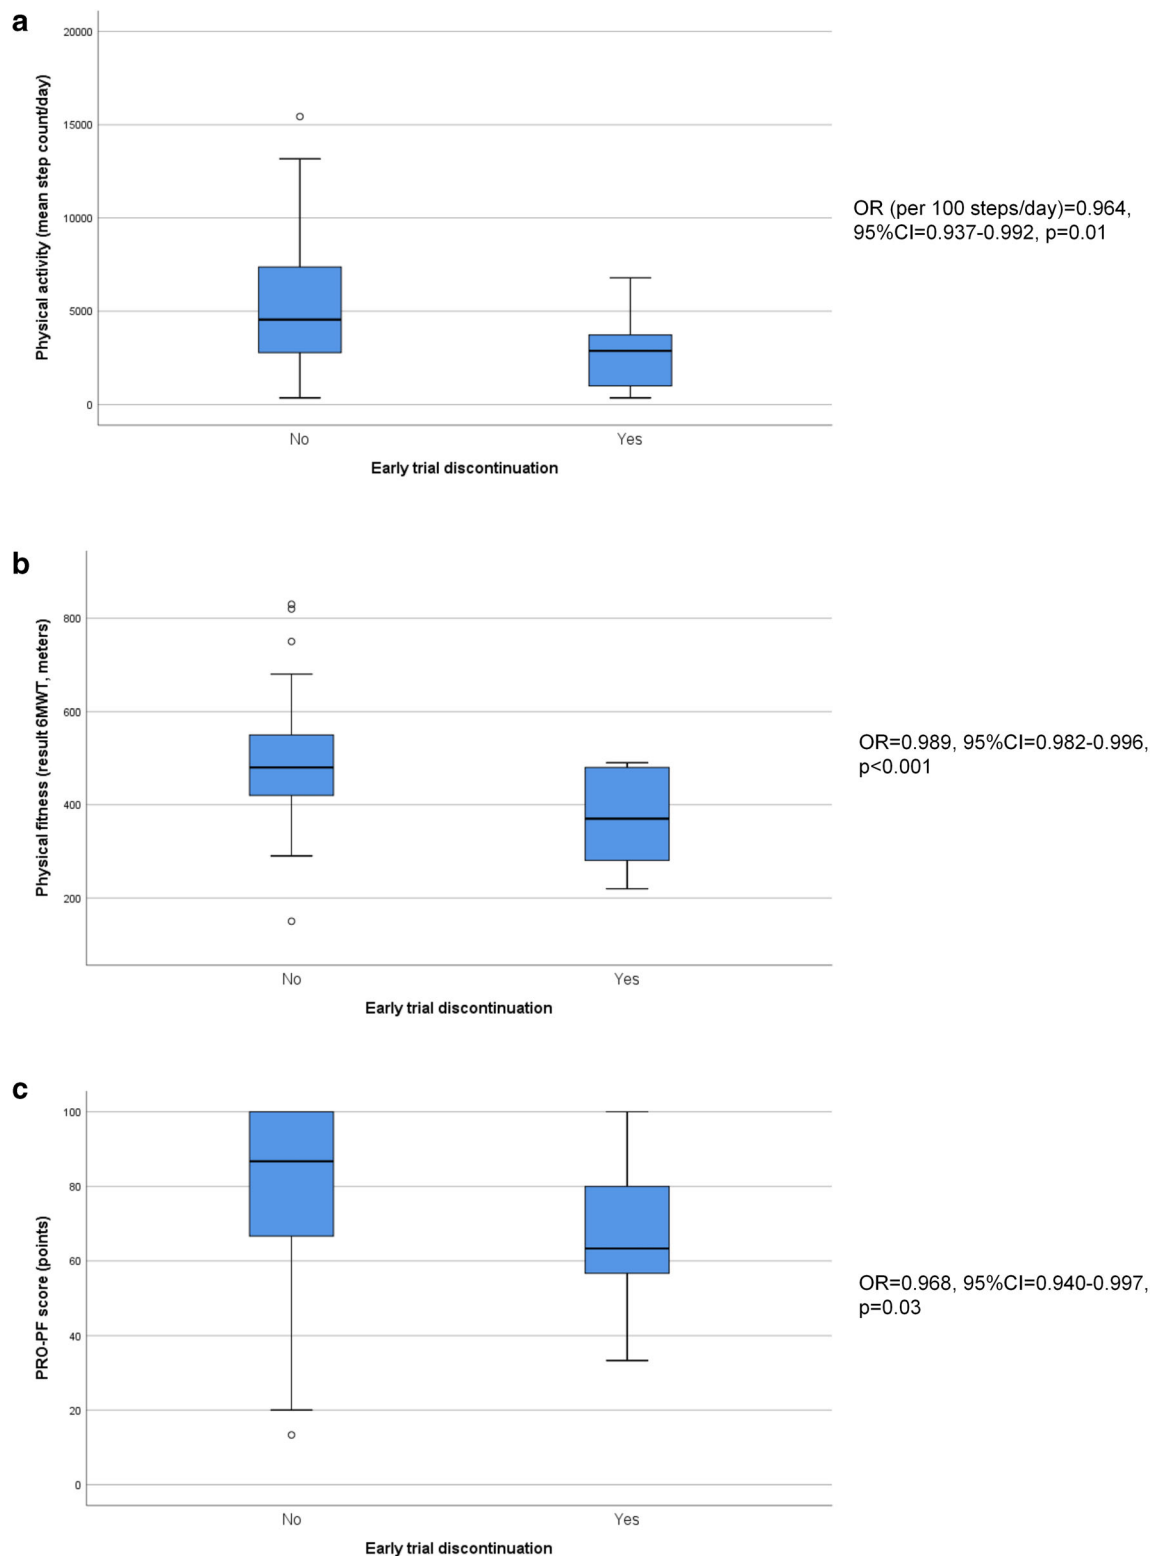 a
Physical activity (mean step count/day)
20000
15000
10000
5000
0
No
Yes
Early trial discontinuation
OR (per 100 steps/day)=0.964,
95%CI=0.937-0.992, p=0.01
b
Physical fitness (result 6MWT, meters)
800
600
400
200
No
Yes
Early trial discontinuation
OR=0.989, 95%CI=0.982-0.996,
p<0.001
c
PRO-PF score (points)
100
80
60
40
20
0
No
Yes
Early trial discontinuation
OR=0.968, 95%CI=0.940-0.997,
p=0.03